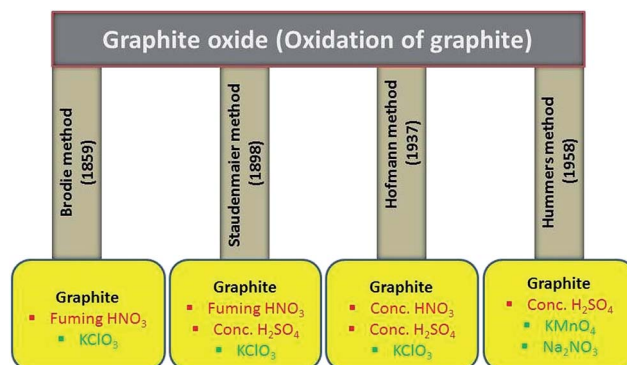 Graphite oxide (Oxidation of graphite)
Brodie method
(1859)
Staudenmaier method
(1898)
Hofmann method
(1937)
Hummers method
(1958)
Graphite
▪ Fuming HNO₃
▪ KClO₃
Graphite
▪ Fuming HNO₃
▪ Conc. H₂SO₄
▪ KClO₃
Graphite
▪ Conc. HNO₃
▪ Conc. H₂SO₄
▪ KClO₃
Graphite
▪ Conc. H₂SO₄
▪ KMnO₄
▪ Na₂NO₃